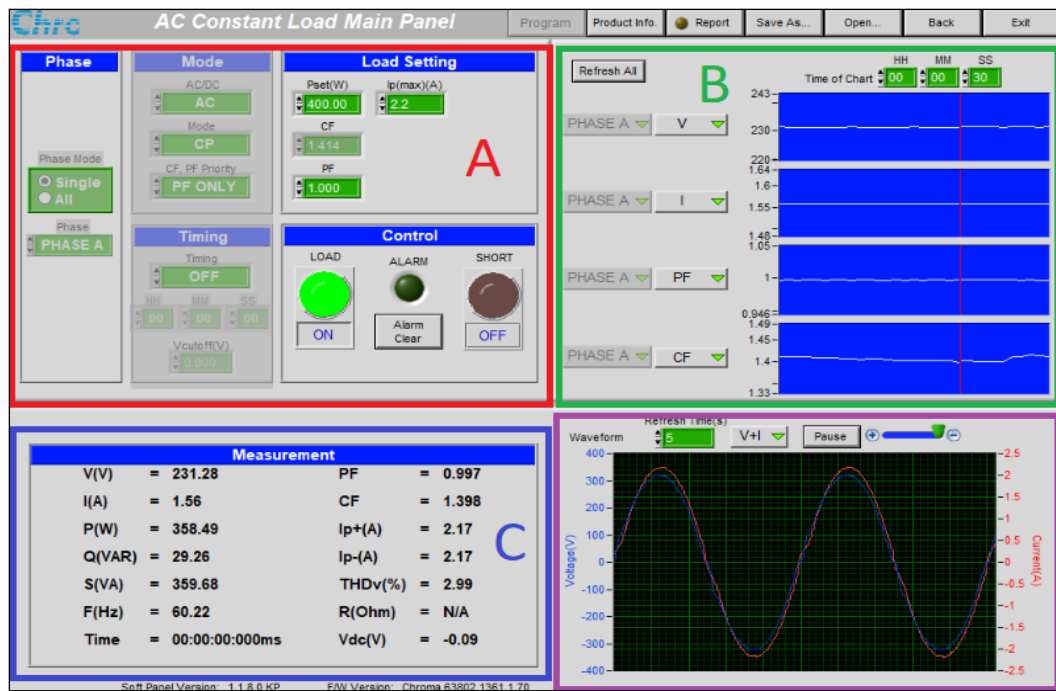 Chro AC Constant Load Main Panel Program Product Info. Report Save As... Open... Back Exit
Phase
Phase Mode
Single
All
Phase
PHASE A
Mode
AC/DC
AC
Mode
CP
CF, PF Priority
PF ONLY
Timing
Timing
OFF
HH MM SS
00 00 00
Vcutoff(V)
0.000
Load Setting
Pset(W) Ip(max)(A)
400.00 2.2
CF
1.414
PF
1.000
A
Control
LOAD ALARM SHORT
ON Alarm Clear OFF
Refresh All
B
HH MM SS
Time of Chart 00 00 30
PHASE A V
243
230
220
PHASE A I
1.64
1.6
1.55
1.48
PHASE A PF
1.05
1
0.946
PHASE A CF
1.49
1.45
1.4
1.33
Measurement
V(V) = 231.28 PF = 0.997
I(A) = 1.56 CF = 1.398
P(W) = 358.49 Ip+(A) = 2.17
Q(VAR) = 29.26 Ip-(A) = 2.17
S(VA) = 359.68 THDv(%) = 2.99
F(Hz) = 60.22 R(Ohm) = N/A
Time = 00:00:00:000ms Vdc(V) = -0.09
C
Refresh Time(s)
Waveform 5 V+I Pause
400
300
200
100
0
-100
-200
-300
-400
Voltage(V)
2.5
2
1.5
1
0.5
0
-0.5
-1
-1.5
-2
-2.5
Current(A)
Soft Panel Version: 1.1.8.0 KP F/W Version: Chroma 63802 1361 1.70